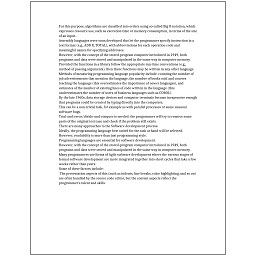 For this purpose, algorithms are classified into orders using so-called Big O notation, which
expresses resource use, such as execution time or memory consumption, in terms of the size
of an input.
Assembly languages were soon developed that let the programmer specify instruction in a
text format (e.g., ADD X, TOTAL), with abbreviations for each operation code and
meaningful names for specifying addresses.
However, with the concept of the stored-program computer introduced in 1949, both
programs and data were stored and manipulated in the same way in computer memory.
Provided the functions in a library follow the appropriate run-time conventions (e.g.,
method of passing arguments), then these functions may be written in any other language.
Methods of measuring programming language popularity include: counting the number of
job advertisements that mention the language, the number of books sold and courses
teaching the language (this overestimates the importance of newer languages), and
estimates of the number of existing lines of code written in the language (this
underestimates the number of users of business languages such as COBOL).
By the late 1960s, data storage devices and computer terminals became inexpensive enough
that programs could be created by typing directly into the computers.
This can be a non-trivial task, for example as with parallel processes or some unusual
software bugs.
Trial-and-error/divide-and-conquer is needed: the programmer will try to remove some
parts of the original test case and check if the problem still exists.
There are many approaches to the Software development process.
Ideally, the programming language best suited for the task at hand will be selected.
However, readability is more than just programming style.
Programming languages are essential for software development.
However, with the concept of the stored-program computer introduced in 1949, both
programs and data were stored and manipulated in the same way in computer memory.
Many programmers use forms of Agile software development where the various stages of
formal software development are more integrated together into short cycles that take a few
weeks rather than years.
Some of these factors include:
The presentation aspects of this (such as indents, line breaks, color highlighting, and so on)
are often handled by the source code editor, but the content aspects reflect the
programmer's talent and skills.